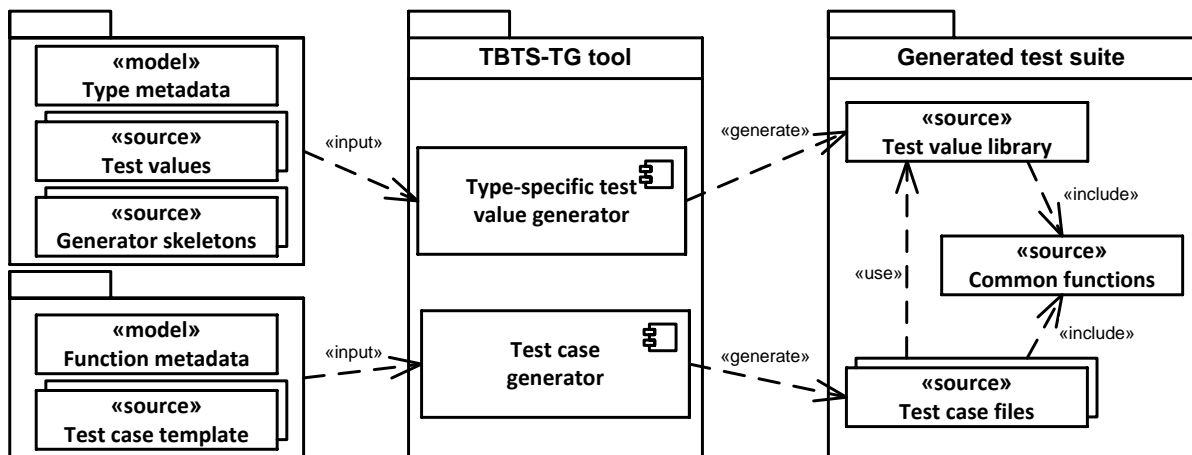 «model»
Type metadata
«source»
Test values
«source»
Generator skeletons
«model»
Function metadata
«source»
Test case template
«input»
«input»
TBTS-TG tool
Type-specific test
value generator
Test case
generator
«generate»
«generate»
Generated test suite
«source»
Test value library
«include»
«source»
Common functions
«use»
«include»
«source»
Test case files